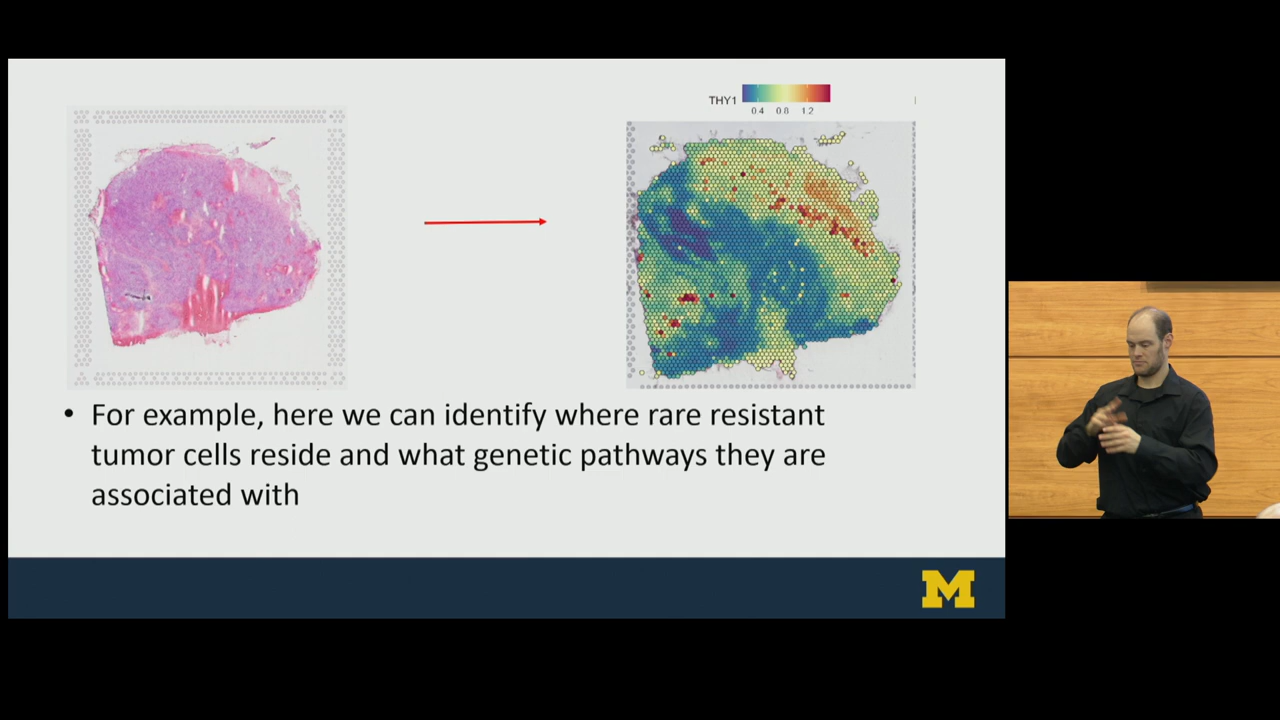 THY1
0.4 0.8 1.2
• For example, here we can identify where rare resistant
tumor cells reside and what genetic pathways they are
associated with
M